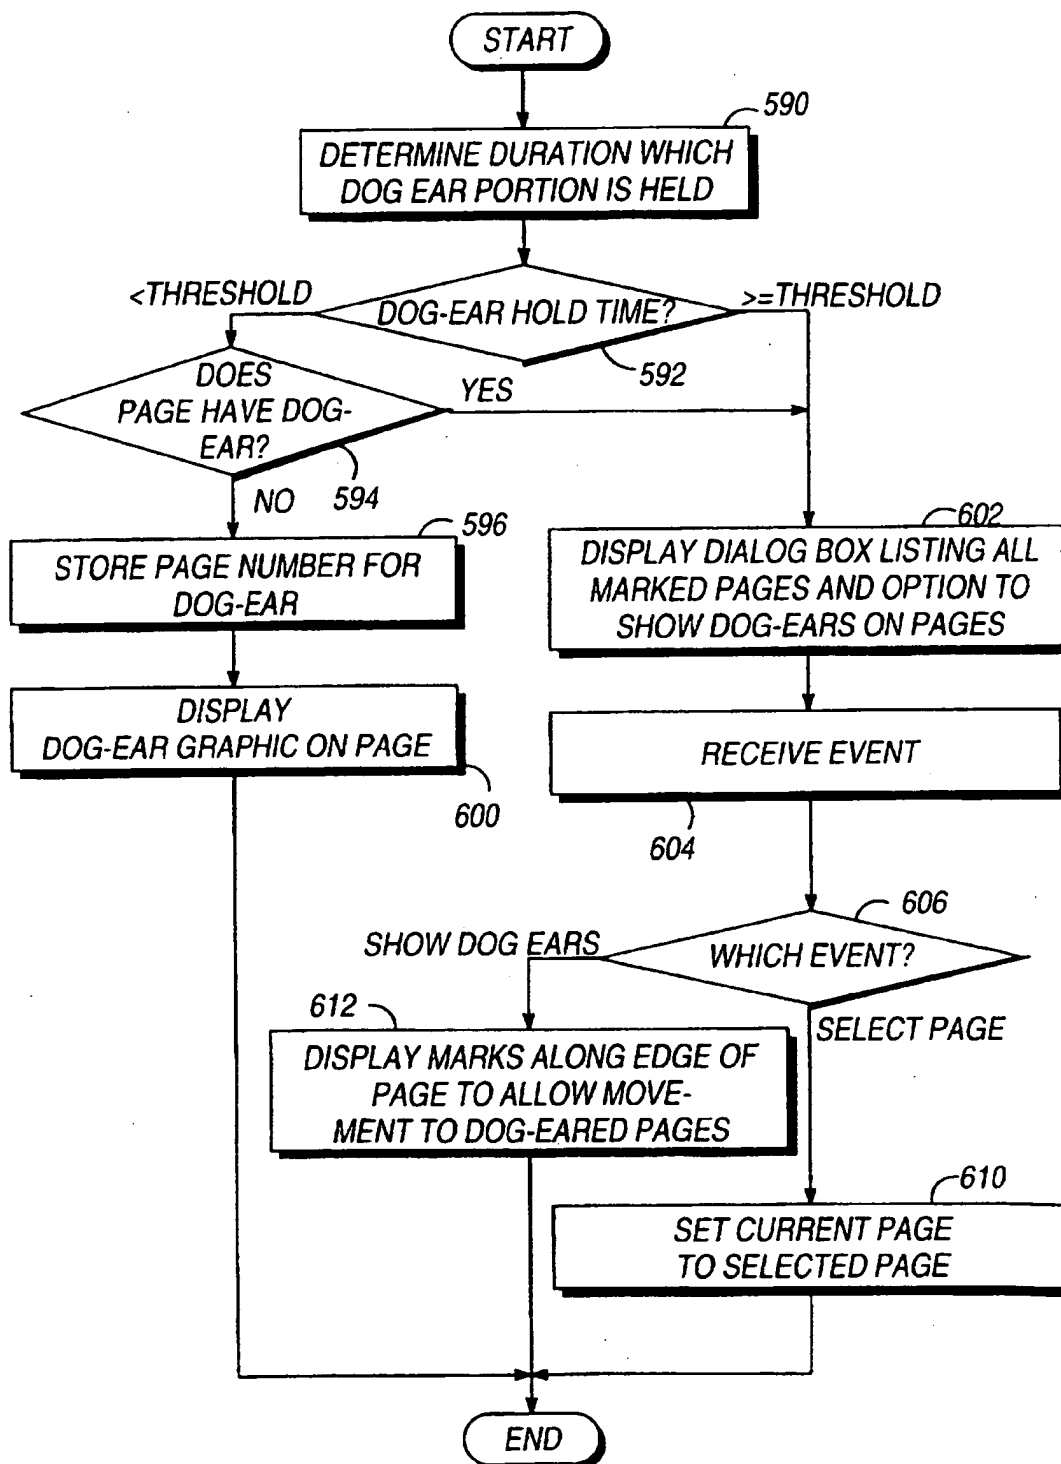 START
590
DETERMINE DURATION WHICH
DOG EAR PORTION IS HELD
<THRESHOLD
DOG-EAR HOLD TIME?
>=THRESHOLD
592
DOES
PAGE HAVE DOG-
EAR?
YES
594
NO
596
STORE PAGE NUMBER FOR
DOG-EAR
602
DISPLAY DIALOG BOX LISTING ALL
MARKED PAGES AND OPTION TO
SHOW DOG-EARS ON PAGES
DISPLAY
DOG-EAR GRAPHIC ON PAGE
600
RECEIVE EVENT
604
606
SHOW DOG EARS
WHICH EVENT?
SELECT PAGE
612
DISPLAY MARKS ALONG EDGE OF
PAGE TO ALLOW MOVE-
MENT TO DOG-EARED PAGES
610
SET CURRENT PAGE
TO SELECTED PAGE
END